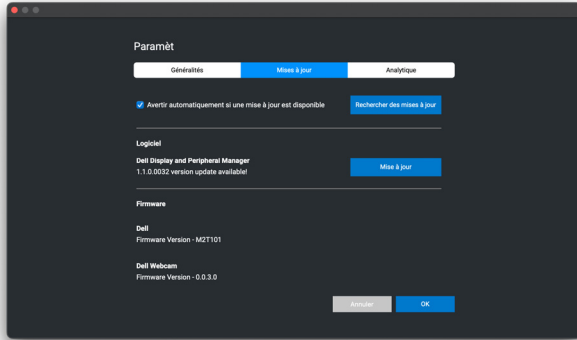 Paramèt
Généralités
Mises à jour
Analytique
Avertir automatiquement si une mise à jour est disponible
Rechercher des mises à jour
Logiciel
Dell Display and Peripheral Manager
1.1.0.0032 version update available!
Mise à jour
Firmware
Dell
Firmware Version - M2T101
Dell Webcam
Firmware Version - 0.0.3.0
Annuler
OK